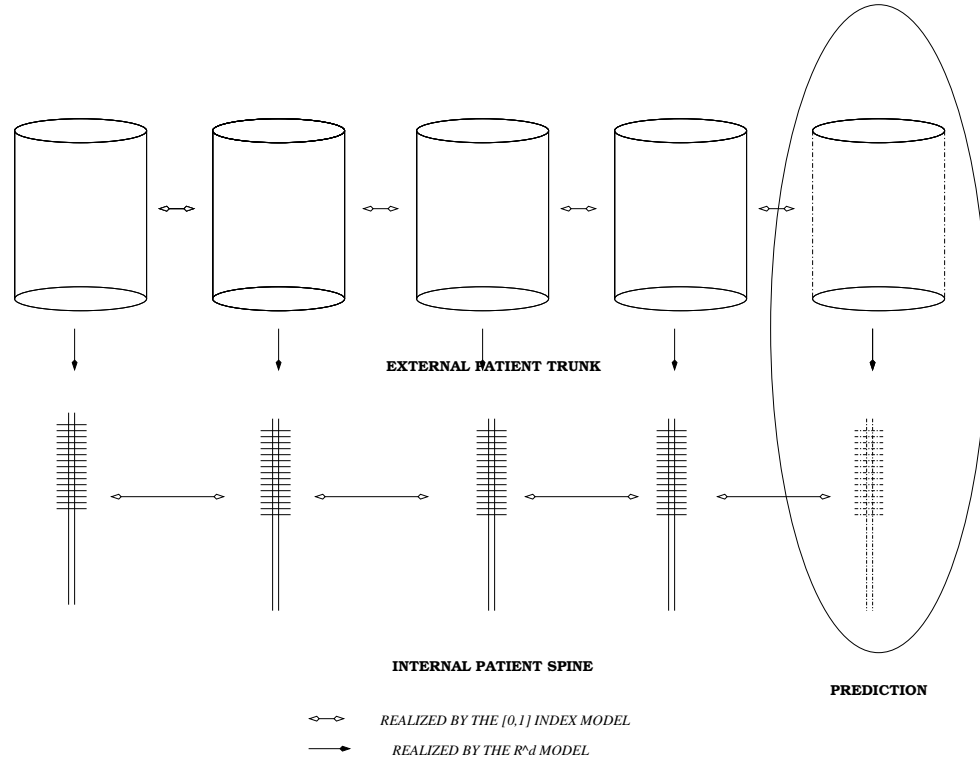 EXTERNAL PATIENT TRUNK
INTERNAL PATIENT SPINE
PREDICTION
REALIZED BY THE [0,1] INDEX MODEL
REALIZED BY THE R^d MODEL